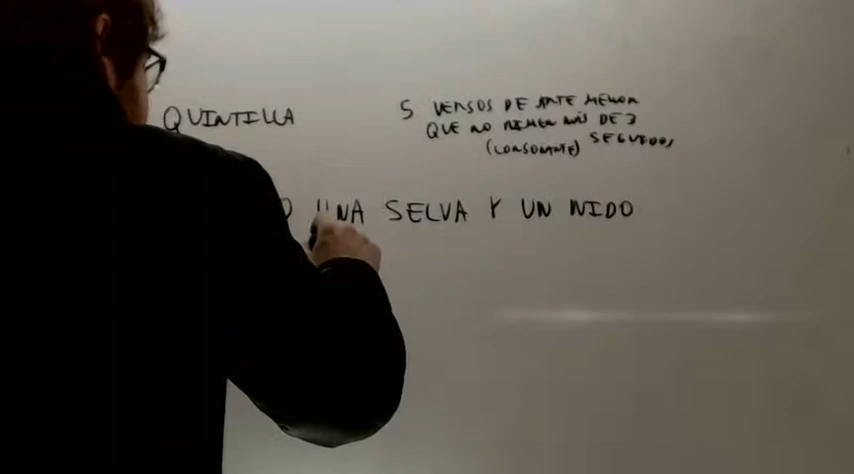 QUINTILLA
5 VERSOS DE ARTE MENOR
QUE NO RIMEN MÁS DE 2
(CONSONANTE) SEGUIDOS
UNA SELVA Y UN NIDO